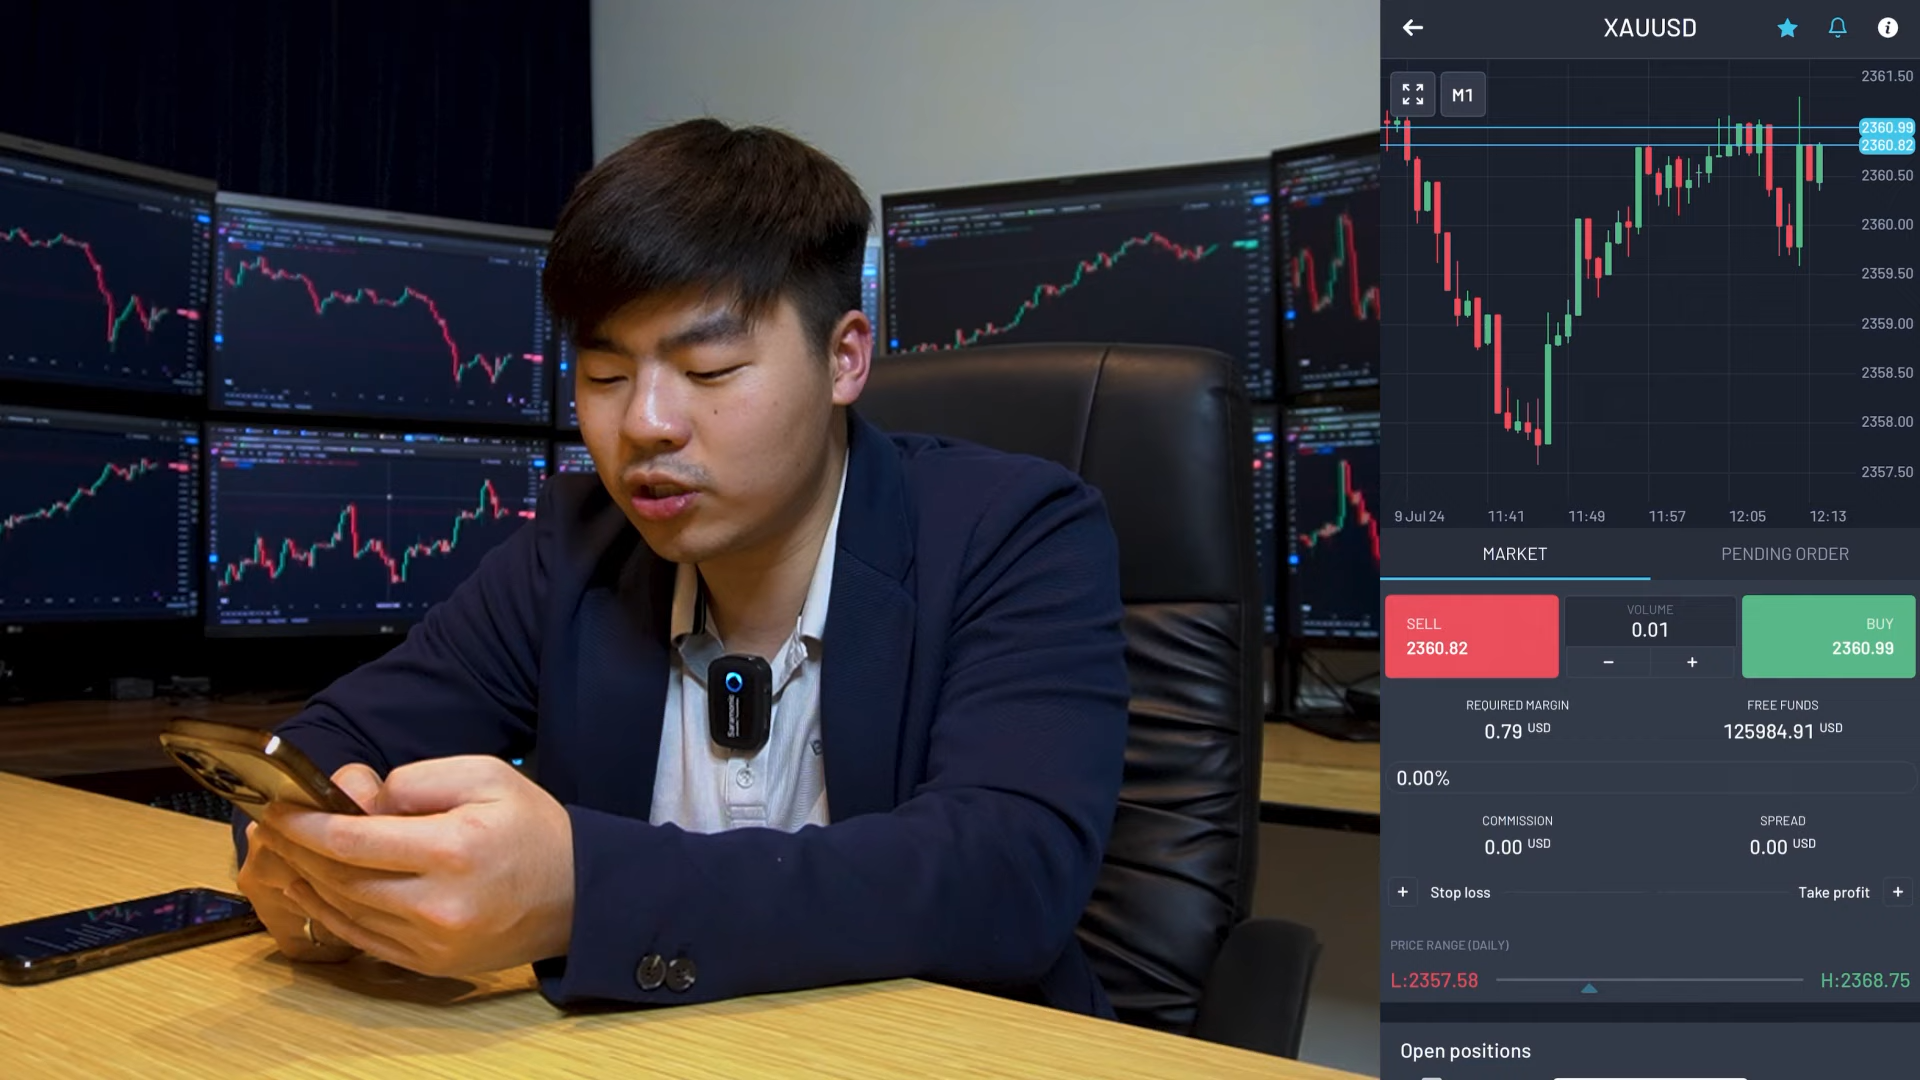 XAUUSD
M1
2361.50
2360.99
2360.82
2360.50
2360.00
2359.50
2359.00
2358.50
2358.00
2357.50
9 Jul 24
11:41
11:49
11:57
12:05
12:13
MARKET
PENDING ORDER
SELL
2360.82
VOLUME
0.01
BUY
2360.99
REQUIRED MARGIN
0.79 USD
FREE FUNDS
125984.91 USD
0.00%
COMMISSION
0.00 USD
SPREAD
0.00 USD
Stop loss
Take profit
PRICE RANGE (DAILY)
L:2357.58
H:2368.75
Open positions
Saramonic